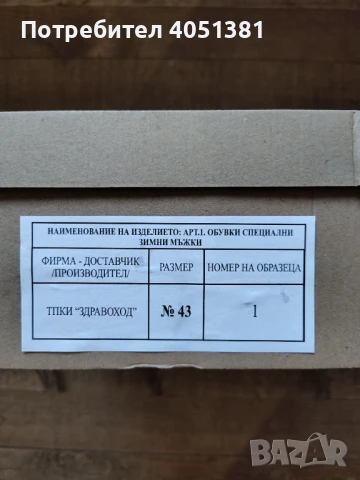 Потребител 4051381
НАИМЕНОВАНИЕ НА ИЗДЕЛИЕТО: АРТ.1. ОБУВКИ СПЕЦИАЛНИ
ЗИМНИ МЪЖКИ
ФИРМА - ДОСТАВЧИК
/ПРОИЗВОДИТЕЛ/
РАЗМЕР
НОМЕР НА ОБРАЗЕЦА
ТПКИ "ЗДРАВОХОД"
№ 43
1
BAZAR